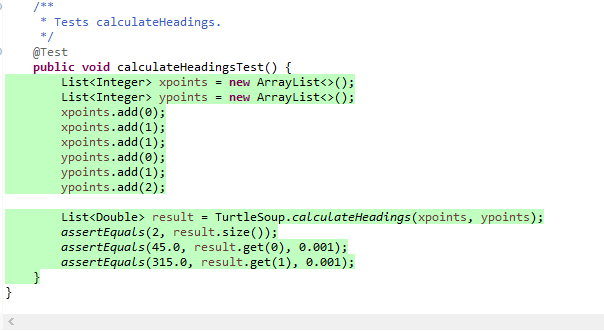 /**
 * Tests calculateHeadings.
 */
@Test
public void calculateHeadingsTest() {
    List<Integer> xpoints = new ArrayList<>();
    List<Integer> ypoints = new ArrayList<>();
    xpoints.add(0);
    xpoints.add(1);
    xpoints.add(1);
    ypoints.add(0);
    ypoints.add(1);
    ypoints.add(2);

    List<Double> result = TurtleSoup.calculateHeadings(xpoints, ypoints);
    assertEquals(2, result.size());
    assertEquals(45.0, result.get(0), 0.001);
    assertEquals(315.0, result.get(1), 0.001);
}
}